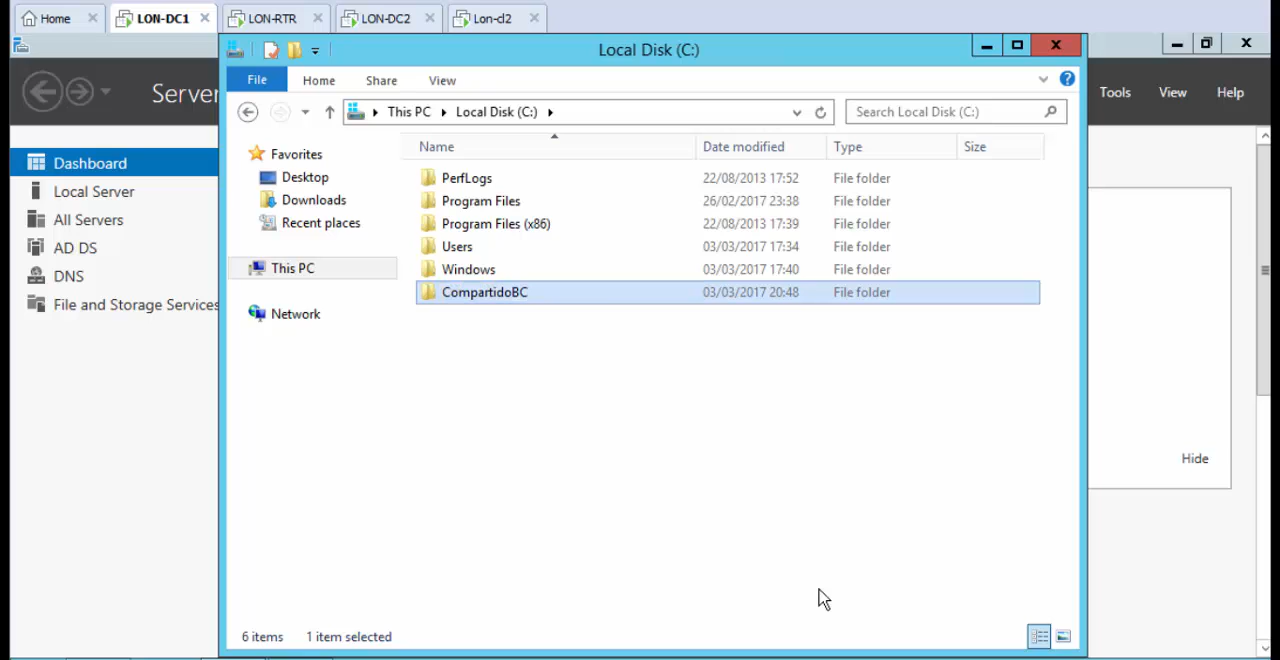 Home LON-DC1 LON-RTR LON-DC2 Lon-cl2
Local Disk (C:)
Server
Tools View Help
File Home Share View
This PC Local Disk (C:) Search Local Disk (C:)
Name Date modified Type Size
Dashboard
Local Server
All Servers
AD DS
DNS
File and Storage Services
Favorites
Desktop
Downloads
Recent places
This PC
Network
PerfLogs 22/08/2013 17:52 File folder
Program Files 26/02/2017 23:38 File folder
Program Files (x86) 22/08/2013 17:39 File folder
Users 03/03/2017 17:34 File folder
Windows 03/03/2017 17:40 File folder
CompartidoBC 03/03/2017 20:48 File folder
Hide
6 items 1 item selected